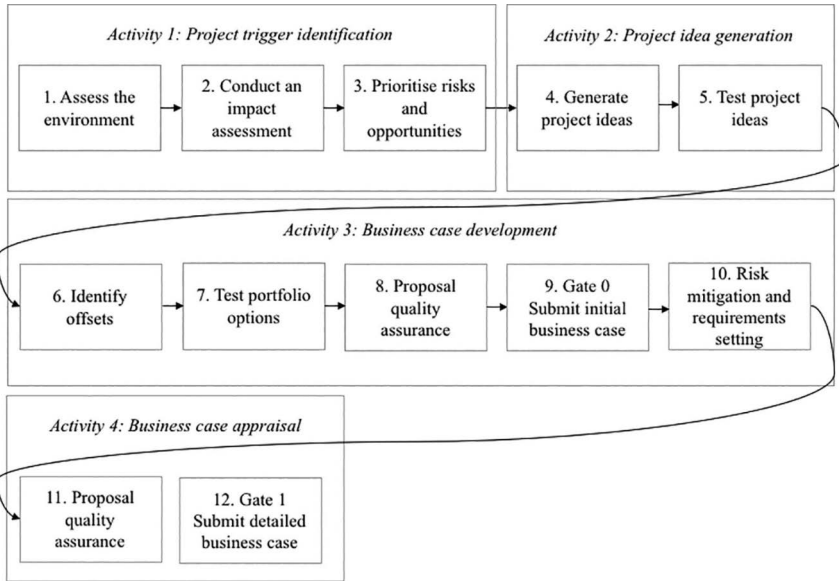 Activity 1: Project trigger identification
1. Assess the
environment
2. Conduct an
impact
assessment
3. Prioritise risks
and
opportunities
Activity 2: Project idea generation
4. Generate
project ideas
5. Test project
ideas
Activity 3: Business case development
6. Identify
offsets
7. Test portfolio
options
8. Proposal
quality
assurance
9. Gate 0
Submit initial
business case
10. Risk
mitigation and
requirements
setting
Activity 4: Business case appraisal
11. Proposal
quality
assurance
12. Gate 1
Submit detailed
business case